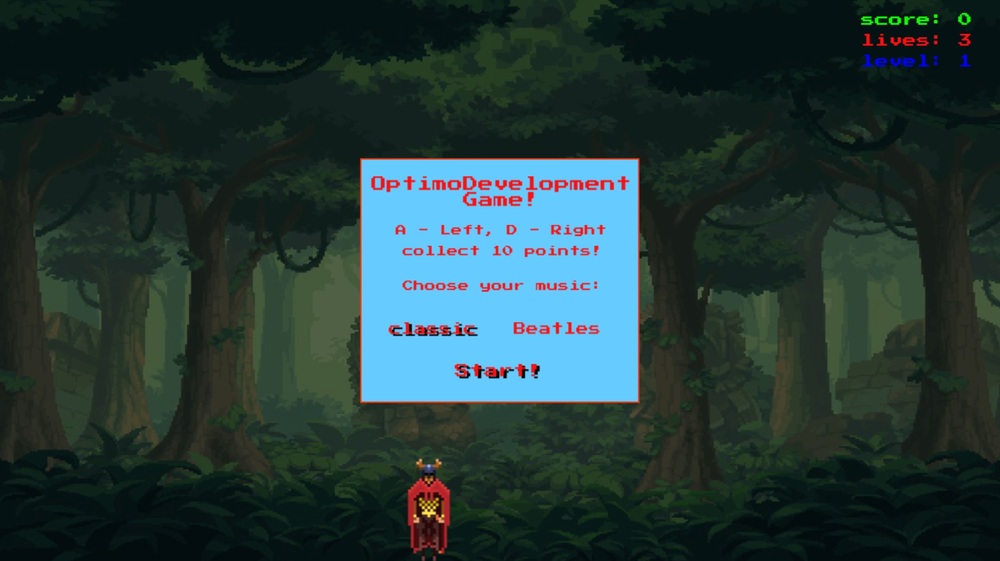 score: 0
lives: 3
level: 1
OptimoDevelopment
Game!
A - Left, D - Right
collect 10 points!
Choose your music:
classic Beatles
Start!